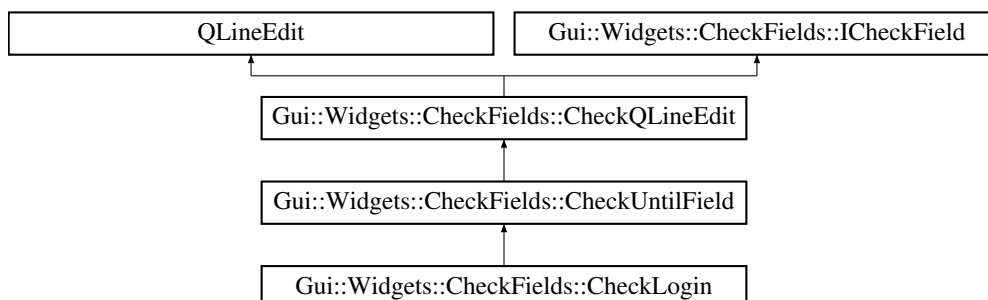 QLineEdit
Gui::Widgets::CheckFields::ICheckField
Gui::Widgets::CheckFields::CheckQLineEdit
Gui::Widgets::CheckFields::CheckUntilField
Gui::Widgets::CheckFields::CheckLogin